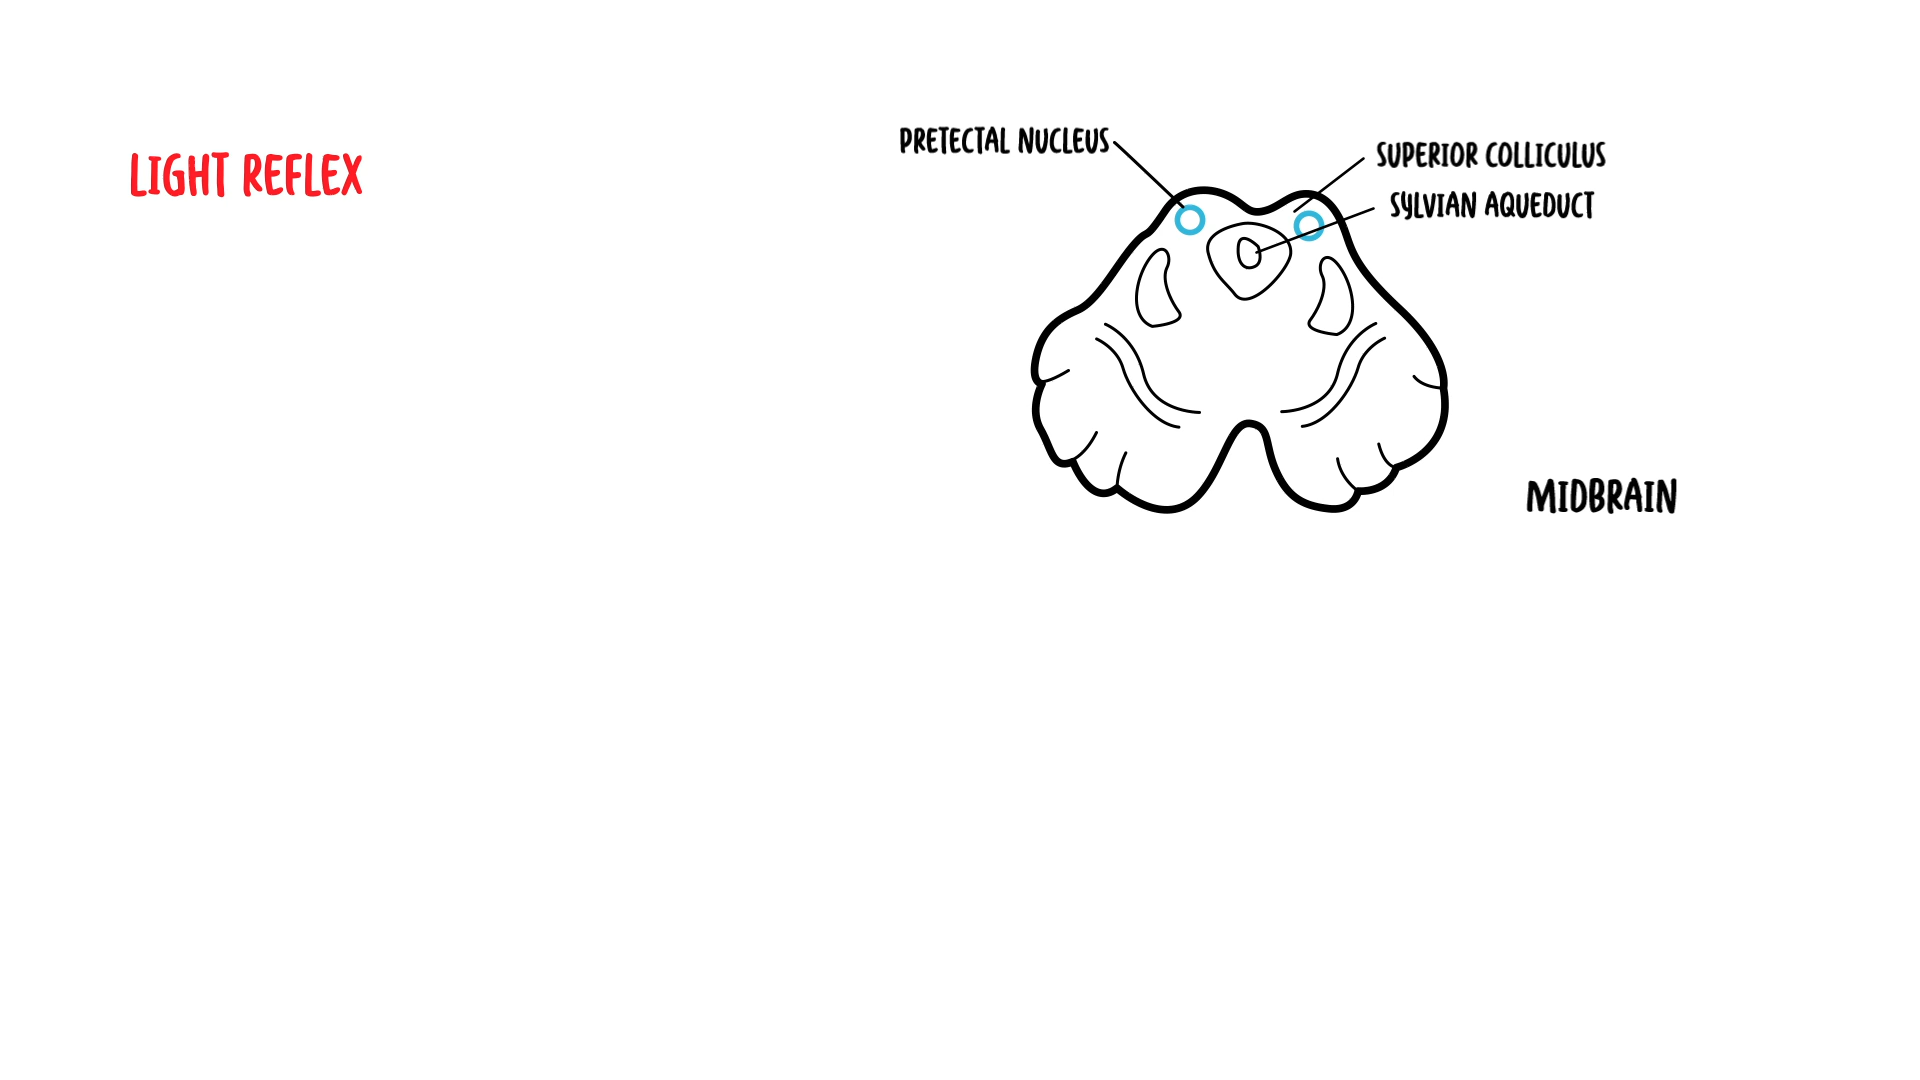 LIGHT REFLEX
PRETECTAL NUCLEUS
SUPERIOR COLLICULUS
SYLVIAN AQUEDUCT
MIDBRAIN